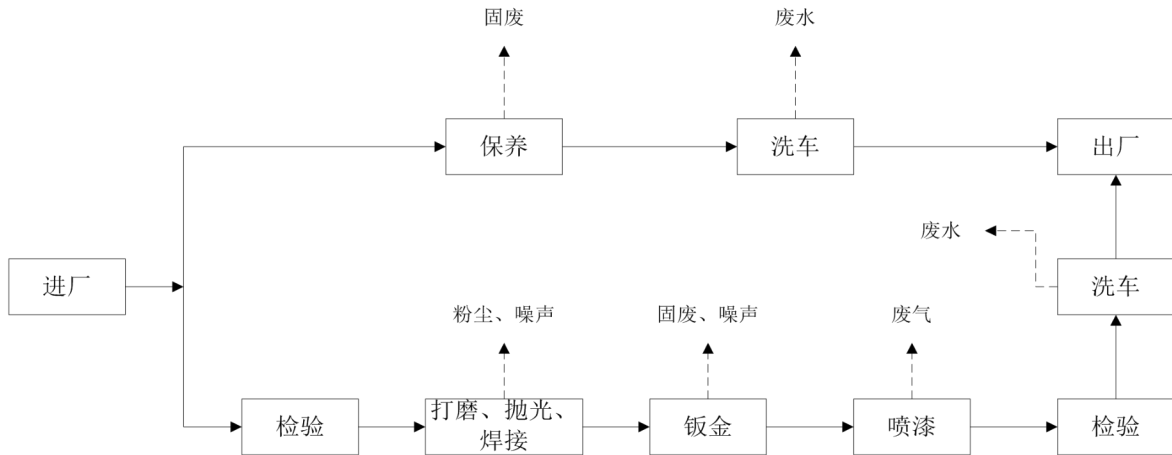 固废
废水
保养
洗车
出厂
废水
进厂
洗车
粉尘、噪声
固废、噪声
废气
检验
打磨、抛光、
焊接
钣金
喷漆
检验